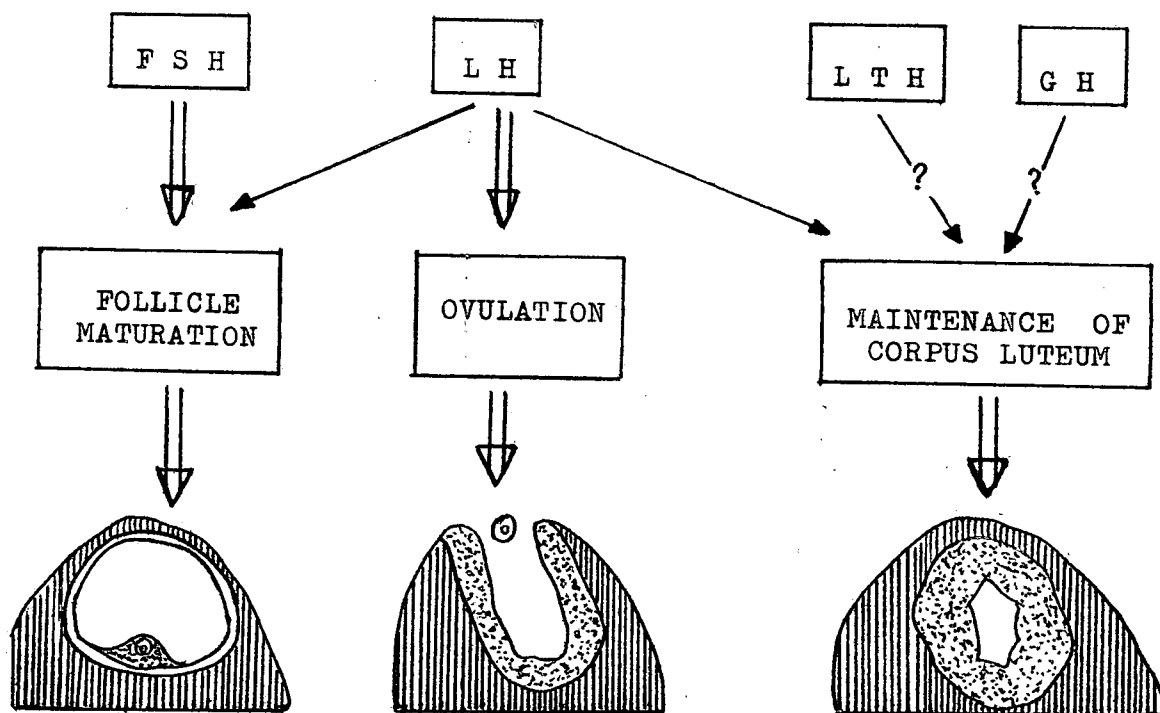 F S H
L H
L T H
G H
?
?
FOLLICLE
MATURATION
OVULATION
MAINTENANCE OF
CORPUS LUTEUM